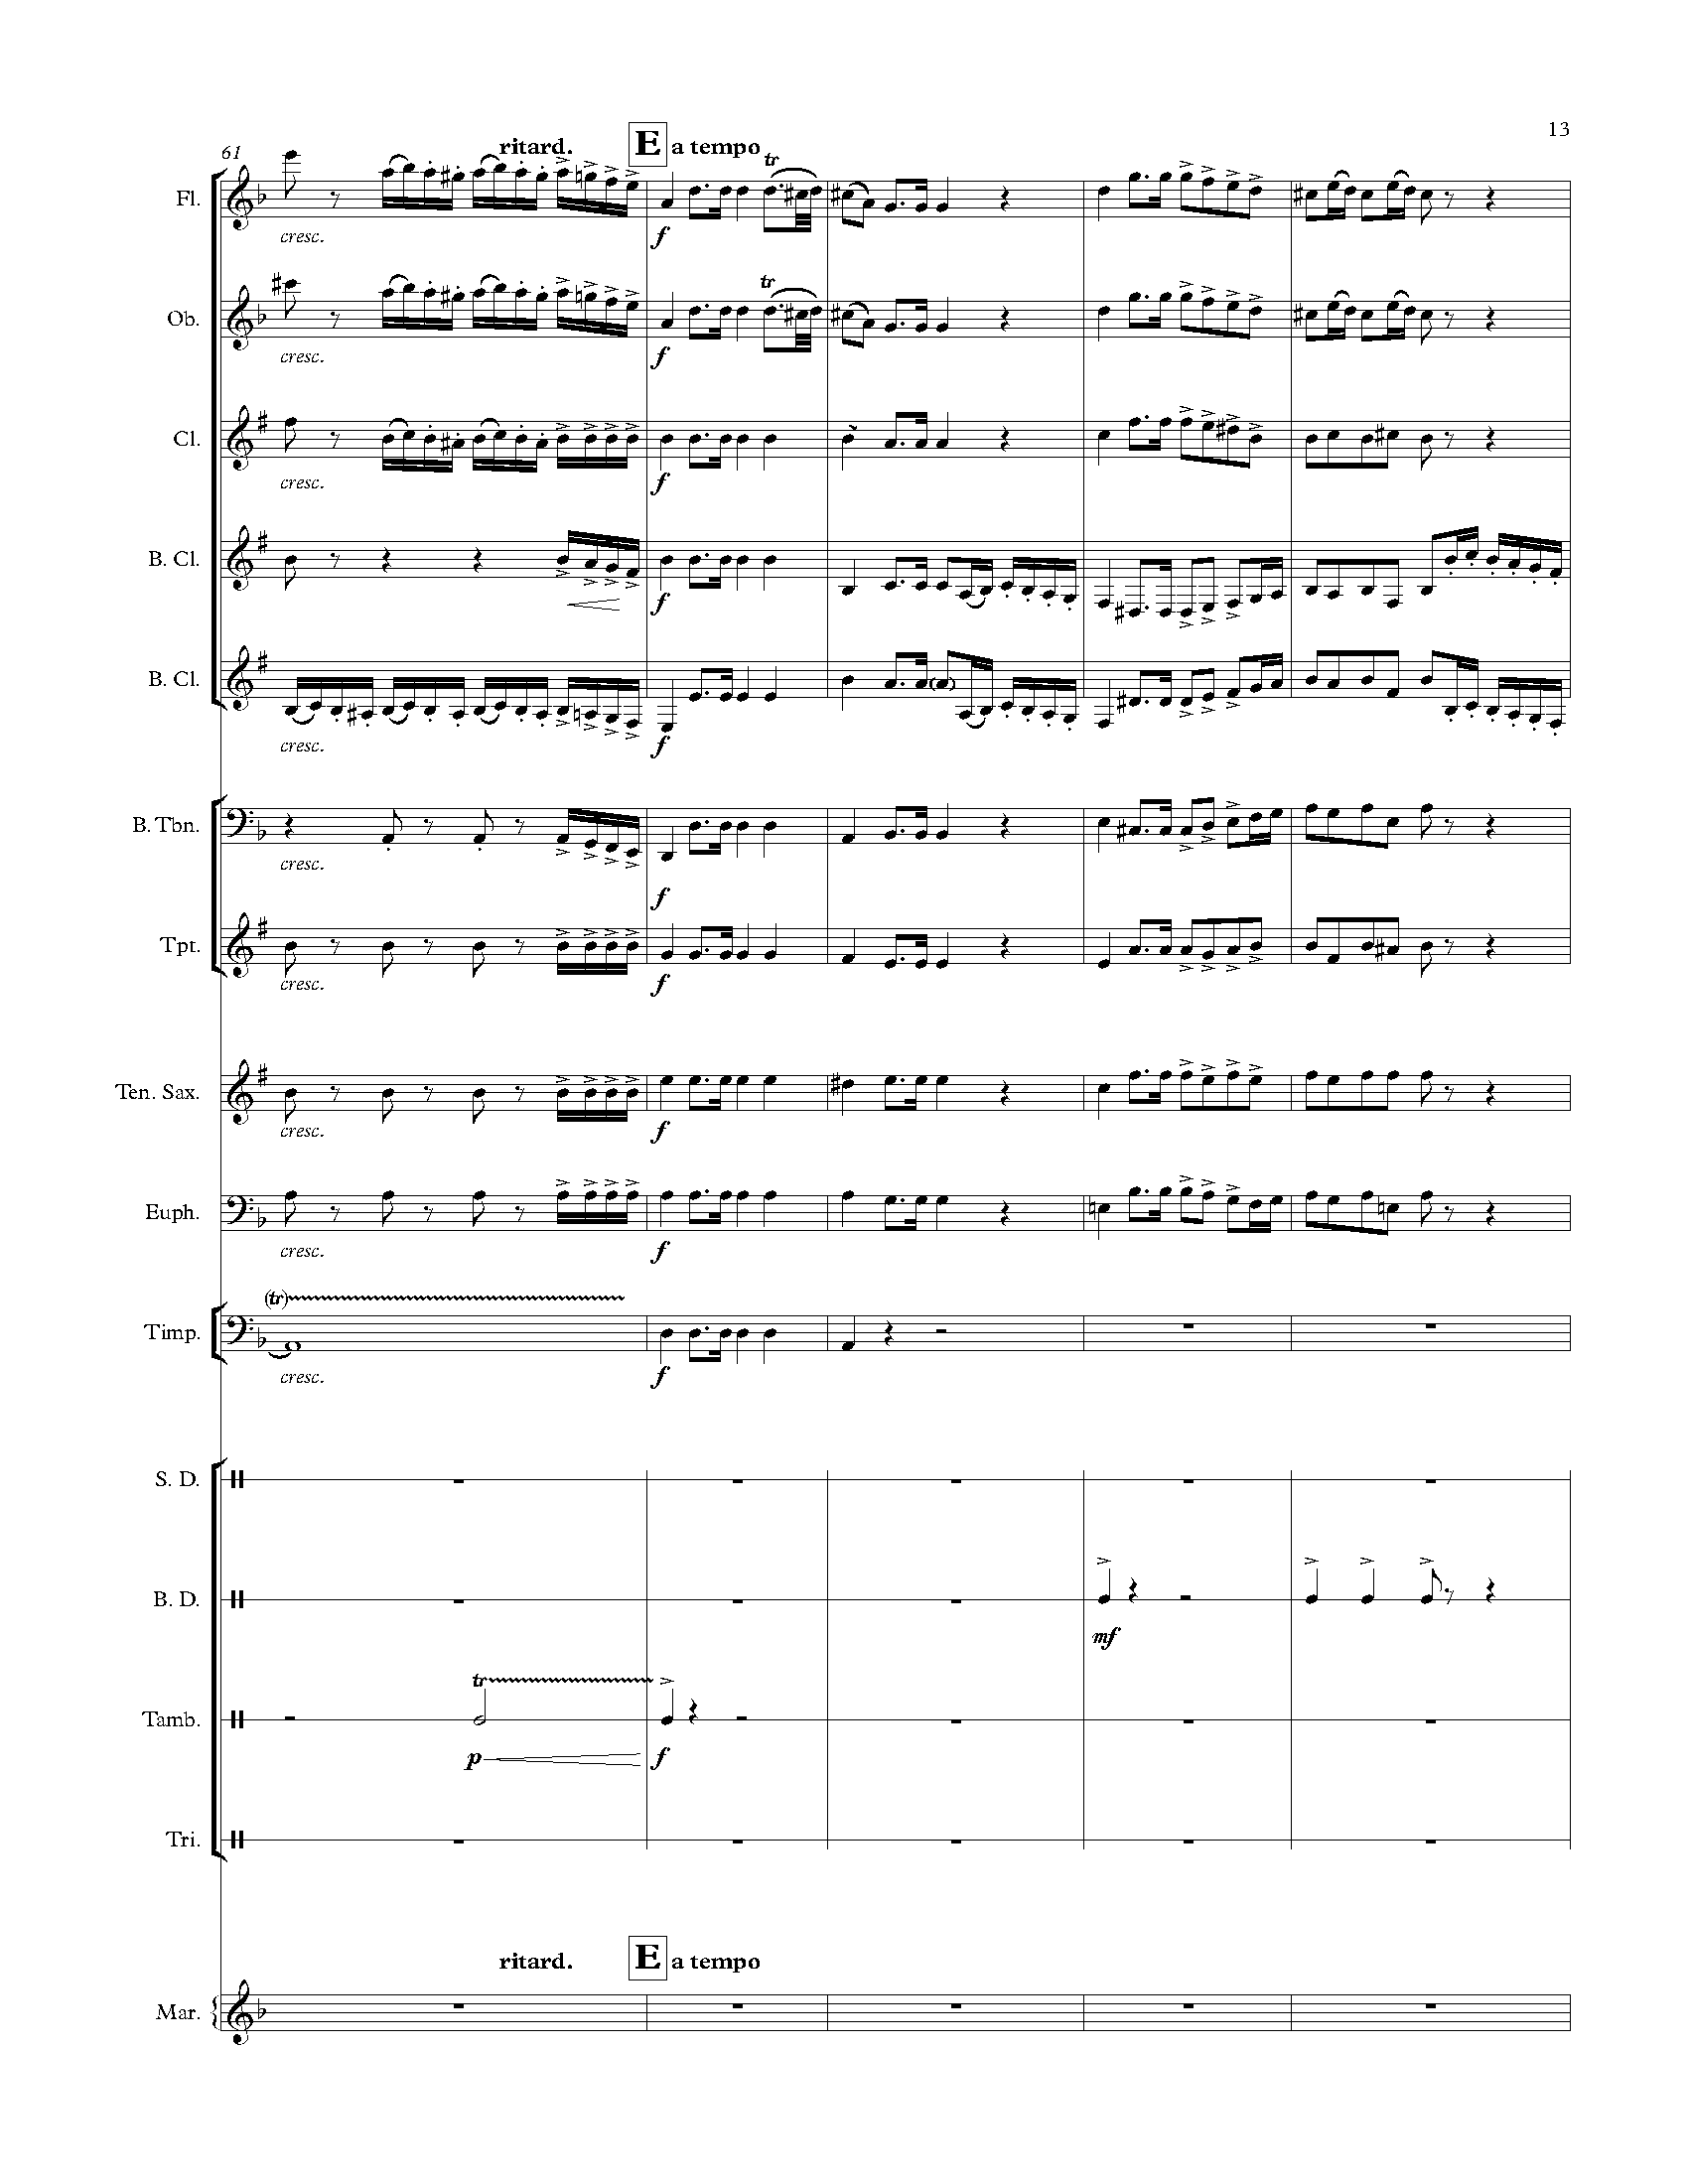 13
61 ritard. E a tempo
Fl.
cresc. f tr
Ob.
cresc. f tr
Cl.
cresc. f
B. Cl.
f
B. Cl.
cresc. f
B. Tbn.
cresc.
f
Tpt.
cresc. f
Ten. Sax.
cresc. f
Euph.
cresc. f
(tr)
Timp.
cresc. f
S. D.
B. D.
mf
tr
Tamb.
p f
Tri.
ritard. E a tempo
Mar.